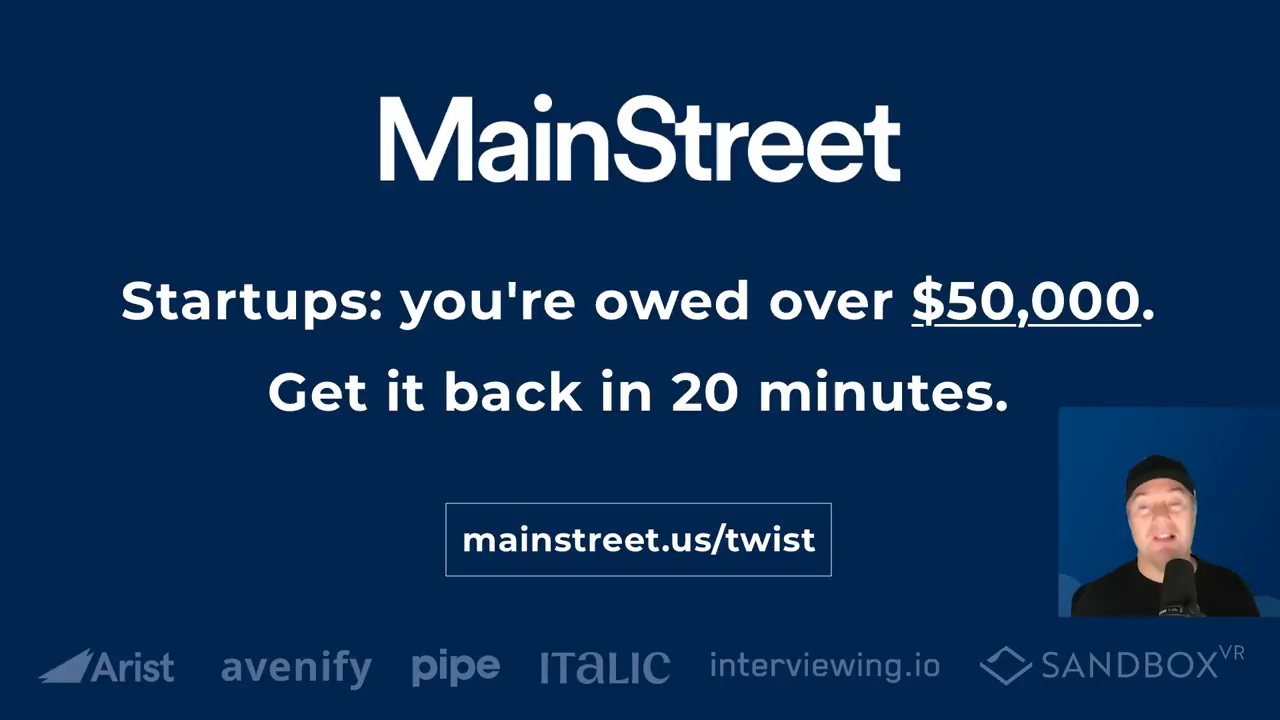 MainStreet
Startups: you're owed over $50,000.
Get it back in 20 minutes.
mainstreet.us/twist
Arist avenify pipe ITaLIC interviewing.io SANDBOX VR